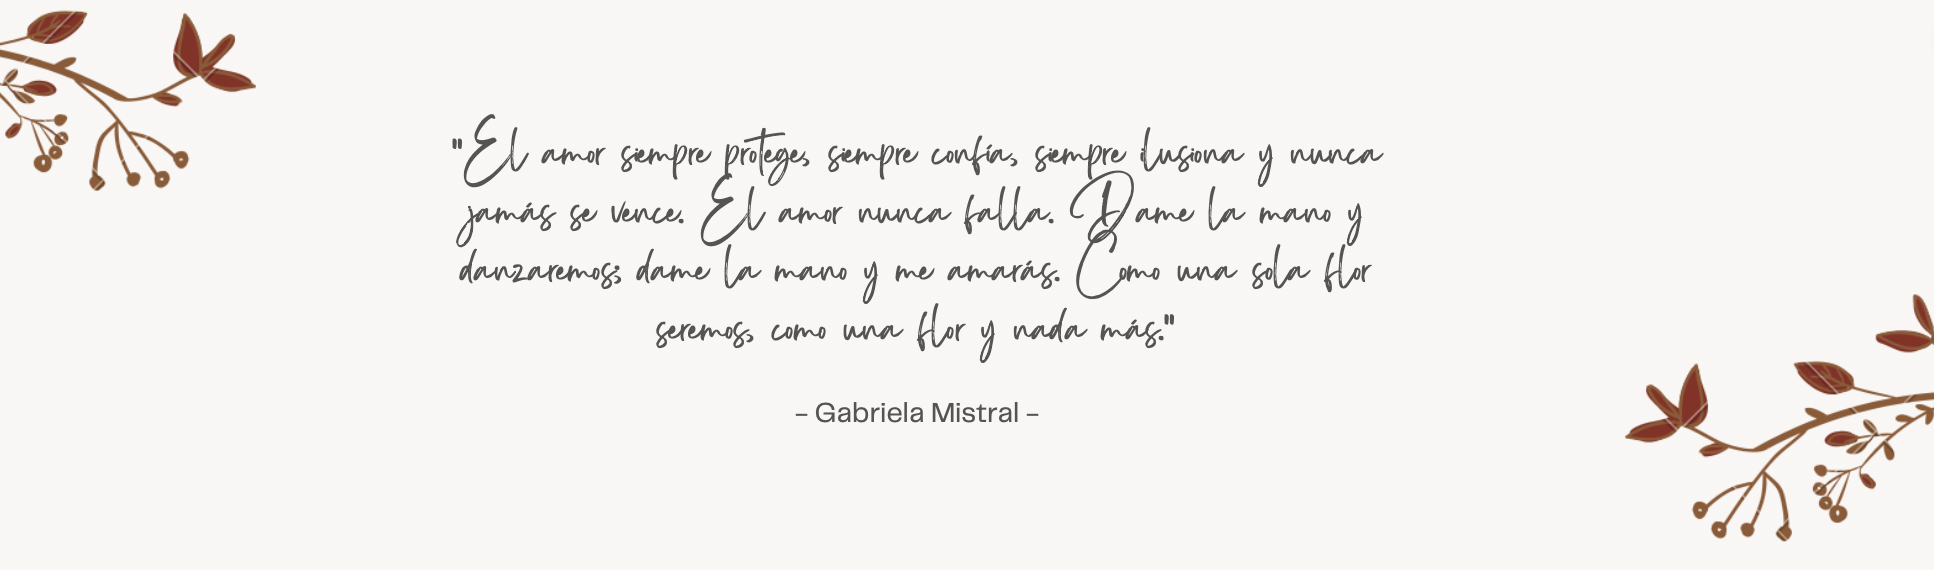 "El amor siempre protege, siempre confía, siempre ilusiona y nunca
jamás se vence. El amor nunca falla. Dame la mano y
danzaremos; dame la mano y me amarás. Como una sola flor
seremos, como una flor y nada más."
– Gabriela Mistral –